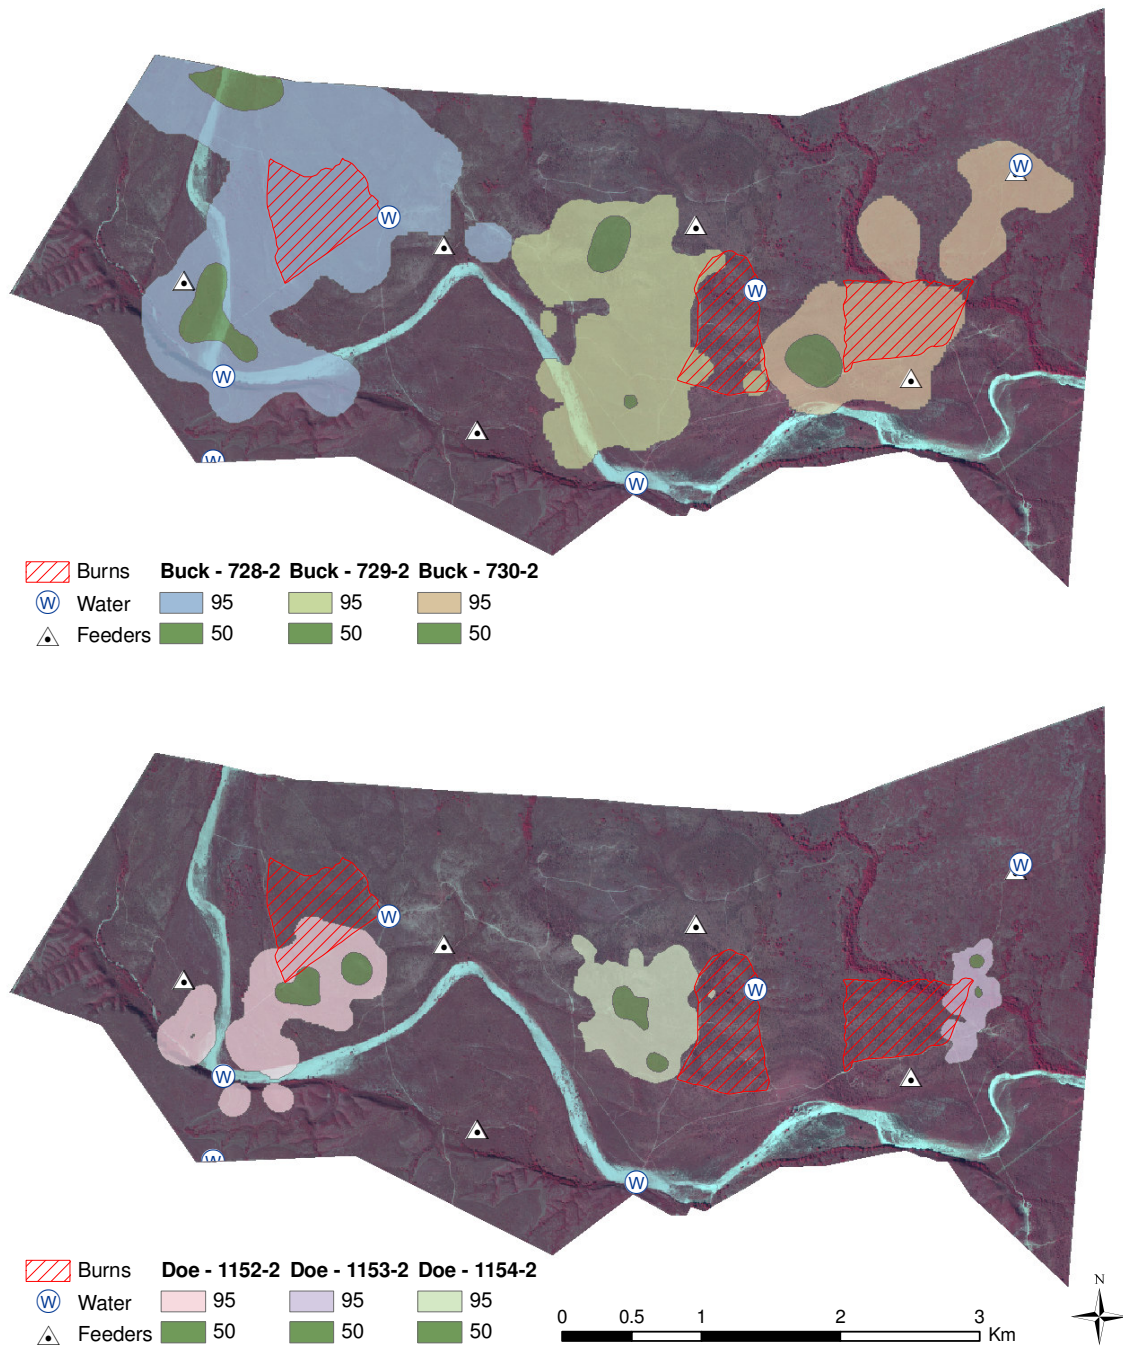 W
W
W
W
W
W
Burns Buck - 728-2 Buck - 729-2 Buck - 730-2
W Water 95 95 95
Feeders 50 50 50
W
W
W
W
W
W
Burns Doe - 1152-2 Doe - 1153-2 Doe - 1154-2
W Water 95 95 95
Feeders 50 50 50
0 0.5 1 2 3
Km
N